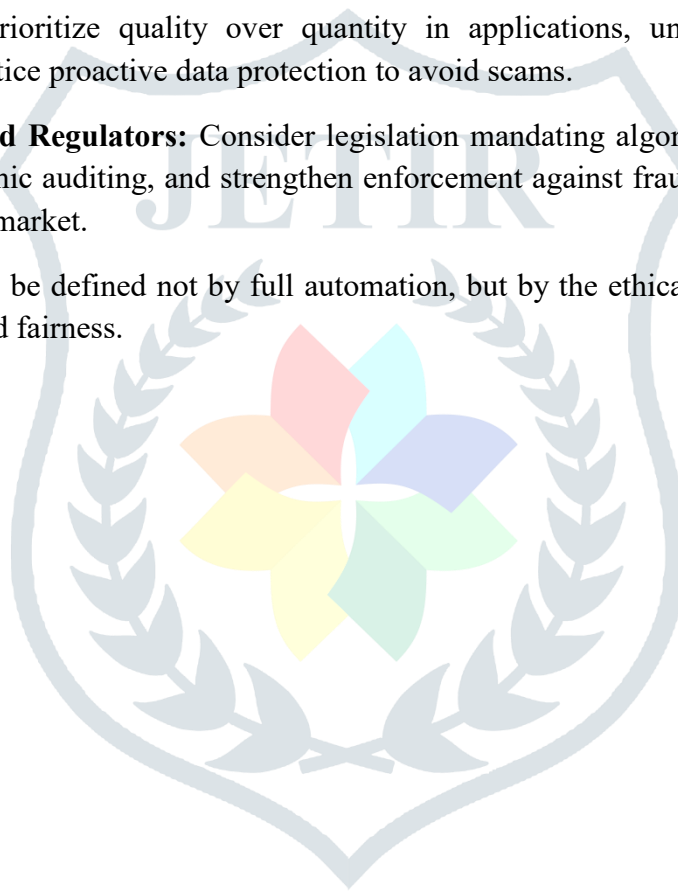 rioritize quality over quantity in applications, un
tice proactive data protection to avoid scams.
d Regulators: Consider legislation mandating algor
nic auditing, and strengthen enforcement against frau
market.
be defined not by full automation, but by the ethica
d fairness.
JETIR